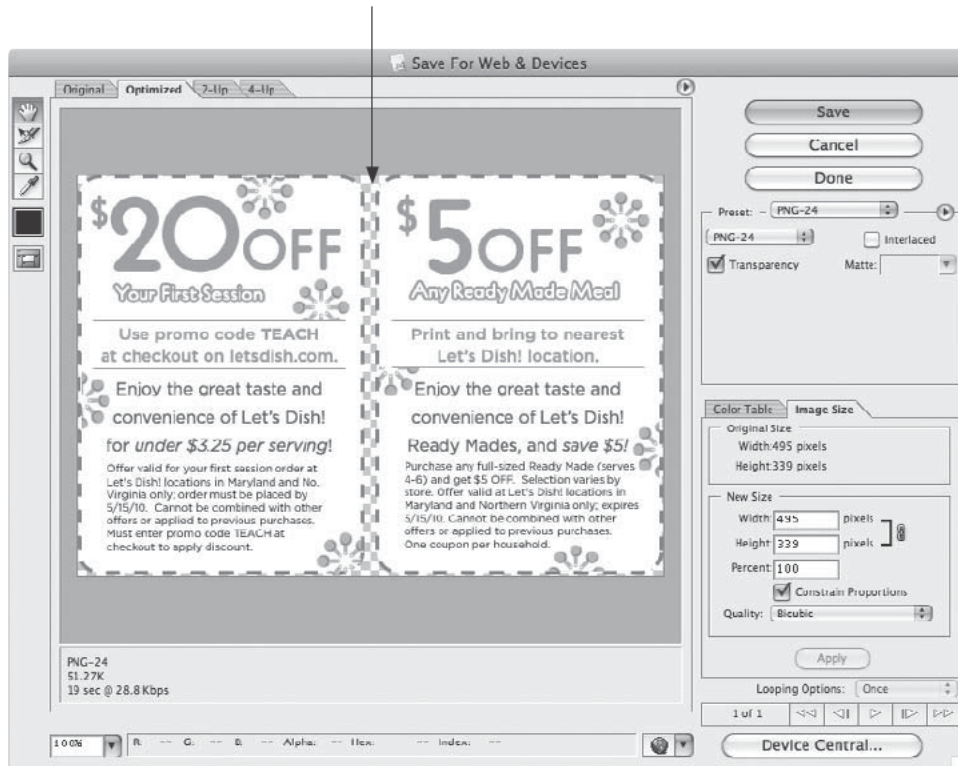 Save For Web & Devices
Original Optimized 2-Up 4-Up
Save
Cancel
Done
Preset: PNG-24
PNG-24 Interlaced
Transparency Matte:
$20 OFF
Your First Session
Use promo code TEACH
at checkout on letsdish.com.
Enjoy the great taste and
convenience of Let's Dish!
for under $3.25 per serving!
Offer valid for your first session order at
Let's Dish! locations in Maryland and No.
Virginia only; order must be placed by
5/15/10. Cannot be combined with other
offers or applied to previous purchases.
Must enter promo code TEACH at
checkout to apply discount.
$5 OFF
Any Ready Made Meal
Print and bring to nearest
Let's Dish! location.
Enjoy the great taste and
convenience of Let's Dish!
Ready Mades, and save $5!
Purchase any full-sized Ready Made (serves
4-6) and get $5 OFF. Selection varies by
store. Offer valid at Let's Dish! locations in
Maryland and Northern Virginia only; expires
5/15/10. Cannot be combined with other
offers or applied to previous purchases.
One coupon per household.
Color Table Image Size
Original Size
Width: 495 pixels
Height: 339 pixels
New Size
Width: 495 pixels
Height: 339 pixels
Percent: 100
Constrain Proportions
Quality: Bicubic
Apply
PNG-24
51.27K
19 sec @ 28.8 Kbps
Looping Options: Once
1 of 1
100% R: -- G: -- B: -- Alpha: -- Hex: -- Index: --
Device Central...